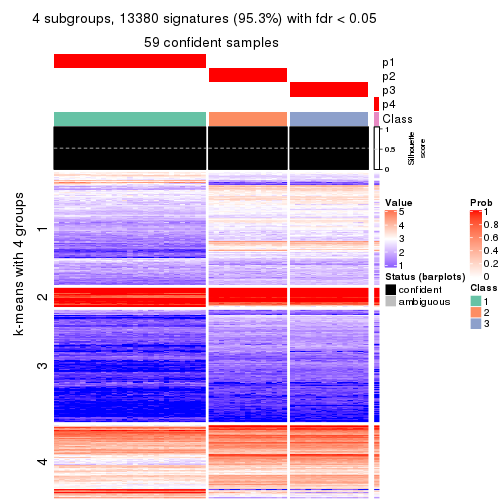 4 subgroups, 13380 signatures (95.3%) with fdr < 0.05
59 confident samples
p1
p2
p3
p4
Class
1
0.5
0
Silhouette
score
k-means with 4 groups
1
2
3
4
Value
5
4
3
2
1
Status (barplots)
confident
ambiguous
Prob
1
0.8
0.6
0.4
0.2
0
Class
1
2
3